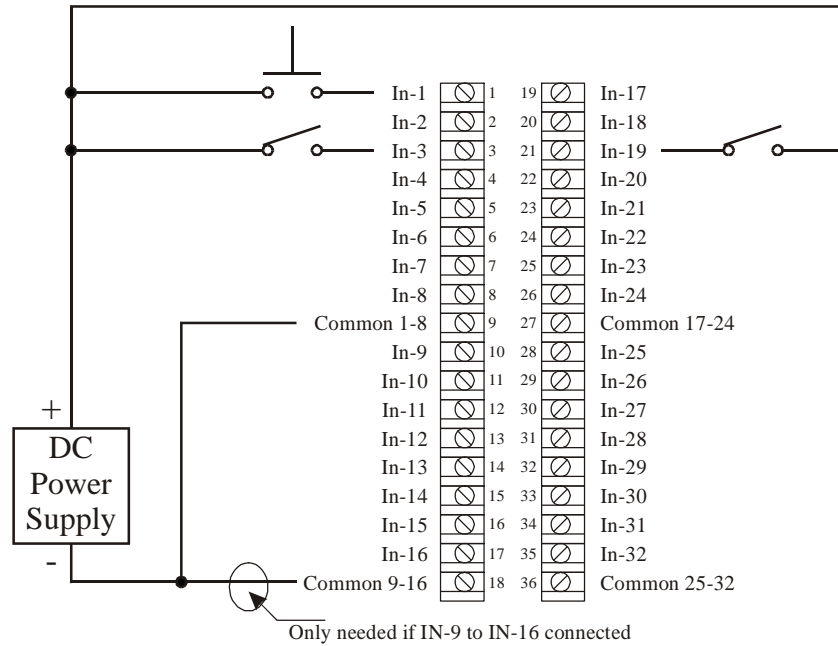 In-1 1 19 In-17
In-2 2 20 In-18
In-3 3 21 In-19
In-4 4 22 In-20
In-5 5 23 In-21
In-6 6 24 In-22
In-7 7 25 In-23
In-8 8 26 In-24
Common 1-8 9 27 Common 17-24
In-9 10 28 In-25
In-10 11 29 In-26
In-11 12 30 In-27
In-12 13 31 In-28
In-13 14 32 In-29
In-14 15 33 In-30
In-15 16 34 In-31
In-16 17 35 In-32
Common 9-16 18 36 Common 25-32
+
DC
Power
Supply
-
Only needed if IN-9 to IN-16 connected